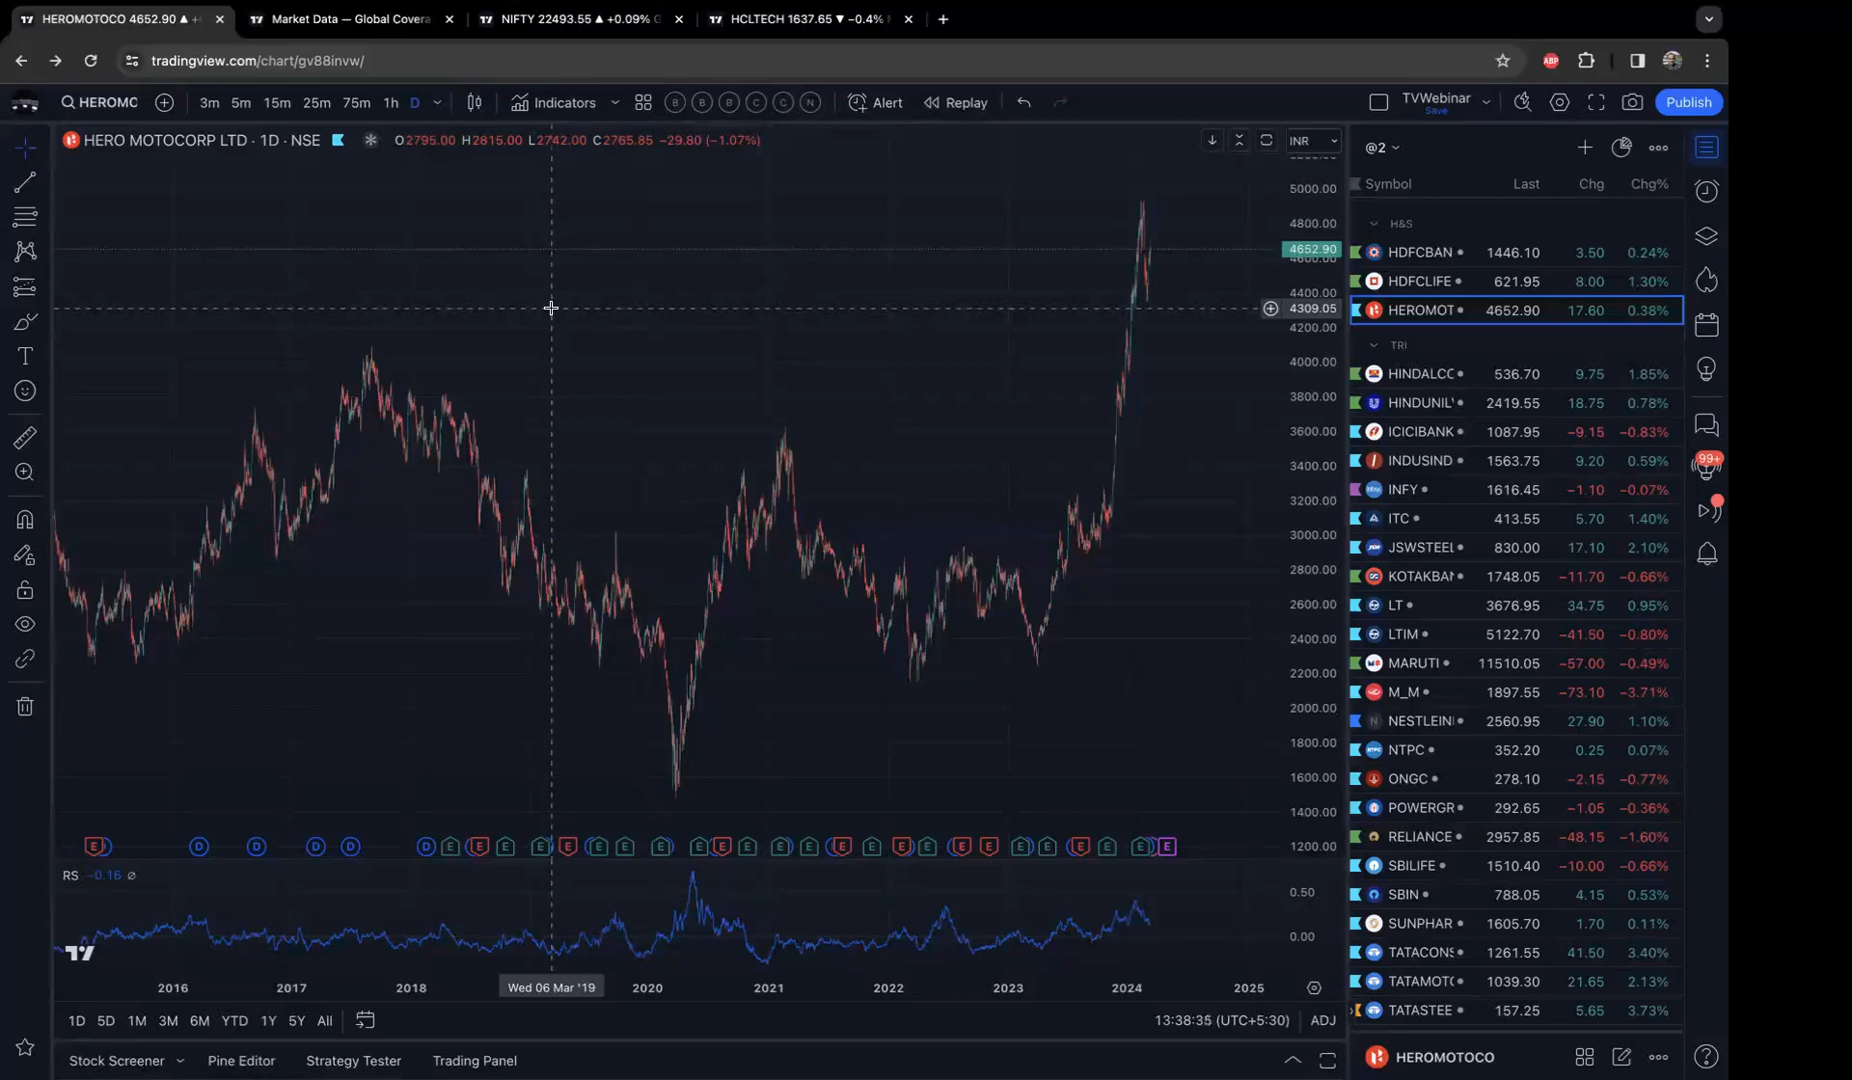 HEROMOTOCO 4652.90 ▲ +
Market Data — Global Covera
NIFTY 22493.55 ▲ +0.09%
HCLTECH 1637.65 ▼ −0.4%
tradingview.com/chart/gv88invw/
ABP
HEROMC 3m 5m 15m 25m 75m 1h D Indicators B B B C C N Alert Replay TVWebinar Save Publish
HERO MOTOCORP LTD · 1D · NSE O2795.00 H2815.00 L2742.00 C2765.85 −29.80 (−1.07%) INR
5000.00
4800.00
4652.90
4600.00
4400.00
4309.05
4200.00
4000.00
3800.00
3600.00
3400.00
3200.00
3000.00
2800.00
2600.00
2400.00
2200.00
2000.00
1800.00
1600.00
1400.00
1200.00
E D D D D D E E E E E E E E E E E E E E E E E E E E E E E E E E
RS −0.16 ∅
0.50
0.00
2016 2017 2018 Wed 06 Mar '19 2020 2021 2022 2023 2024 2025
1D 5D 1M 3M 6M YTD 1Y 5Y All 13:38:35 (UTC+5:30) ADJ
Stock Screener Pine Editor Strategy Tester Trading Panel
@2
Symbol Last Chg Chg%
H&S
HDFCBAN 1446.10 3.50 0.24%
HDFCLIFE 621.95 8.00 1.30%
HEROMOT 4652.90 17.60 0.38%
TRI
HINDALCO 536.70 9.75 1.85%
HINDUNIL 2419.55 18.75 0.78%
ICICIBANK 1087.95 −9.15 −0.83%
INDUSIND 1563.75 9.20 0.59%
INFY 1616.45 −1.10 −0.07%
ITC 413.55 5.70 1.40%
JSWSTEEL 830.00 17.10 2.10%
KOTAKBAN 1748.05 −11.70 −0.66%
LT 3676.95 34.75 0.95%
LTIM 5122.70 −41.50 −0.80%
MARUTI 11510.05 −57.00 −0.49%
M_M 1897.55 −73.10 −3.71%
NESTLEIN 2560.95 27.90 1.10%
NTPC 352.20 0.25 0.07%
ONGC 278.10 −2.15 −0.77%
POWERGR 292.65 −1.05 −0.36%
RELIANCE 2957.85 −48.15 −1.60%
SBILIFE 1510.40 −10.00 −0.66%
SBIN 788.05 4.15 0.53%
SUNPHAR 1605.70 1.70 0.11%
TATACONS 1261.55 41.50 3.40%
TATAMOTO 1039.30 21.65 2.13%
TATASTEE 157.25 5.65 3.73%
HEROMOTOCO
99+